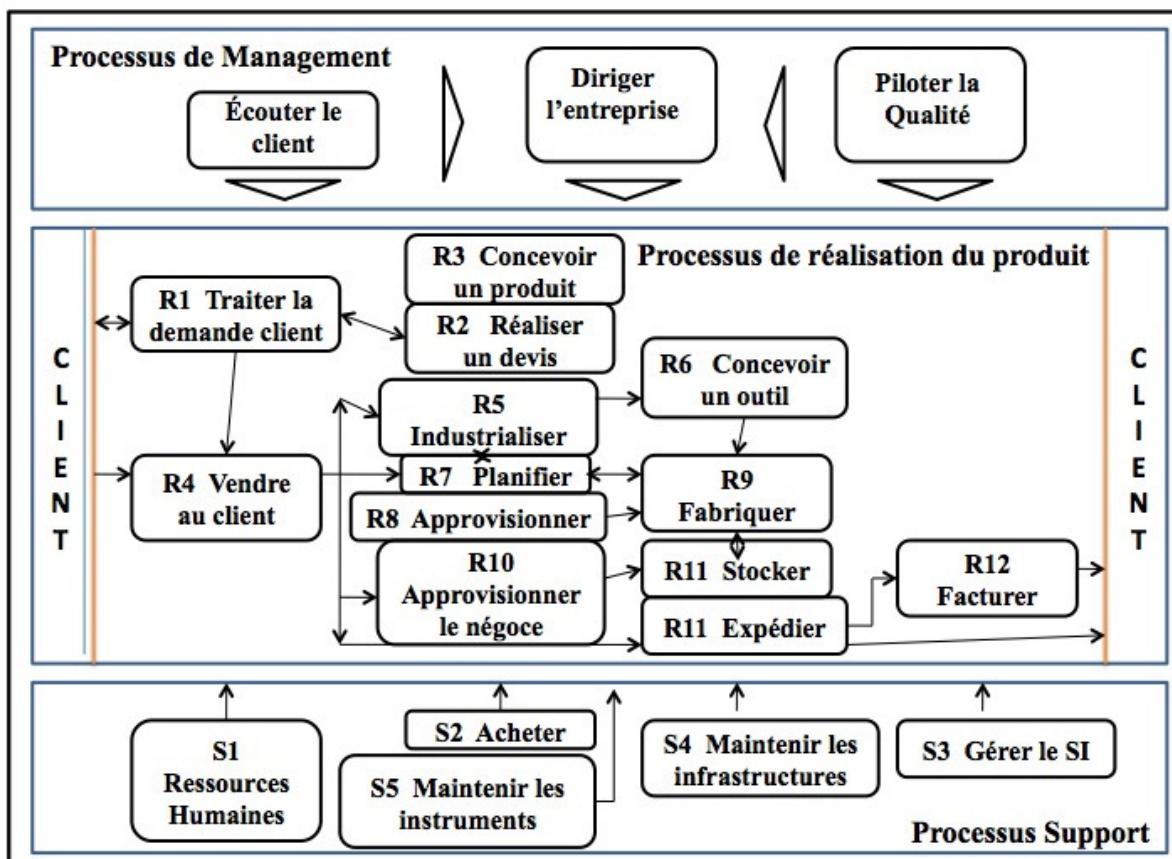 Processus de Management
Écouter le
client
Diriger
l’entreprise
Piloter la
Qualité
CLIENT
Processus de réalisation du produit
R3 Concevoir
un produit
R1 Traiter la
demande client
R2 Réaliser
un devis
R6 Concevoir
un outil
R5
Industrialiser
R4 Vendre
au client
R7 Planifier
R9
Fabriquer
R8 Approvisionner
R10
Approvisionner
le négoce
R11 Stocker
R11 Expédier
R12
Facturer
CLIENT
S1
Ressources
Humaines
S2 Acheter
S5 Maintenir les
instruments
S4 Maintenir les
infrastructures
S3 Gérer le SI
Processus Support